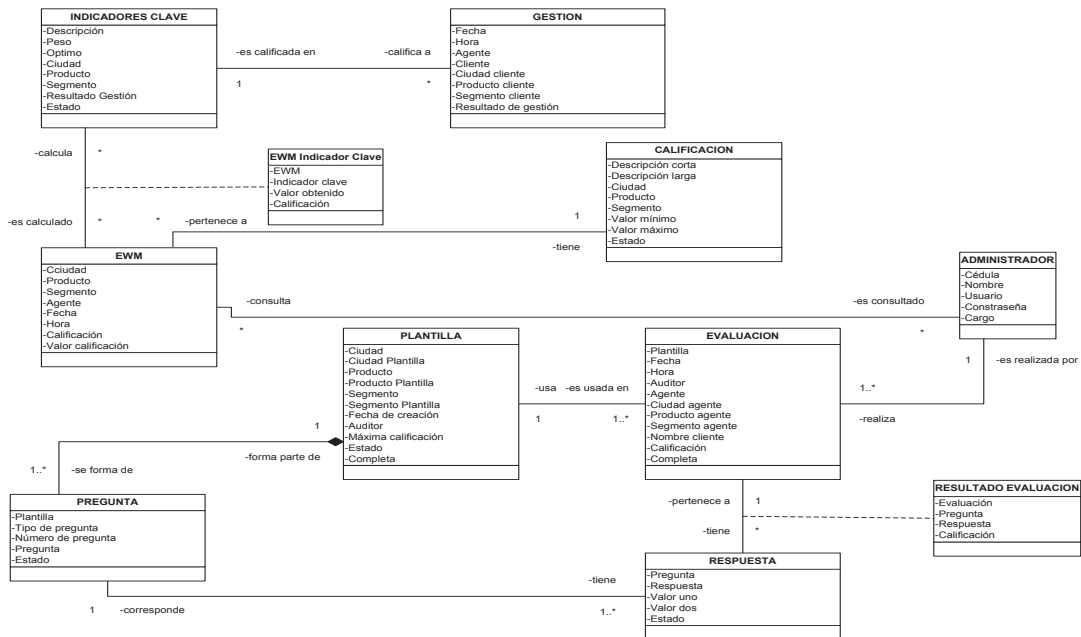 INDICADORES CLAVE
-Descripción
-Peso
-Optimo
-Ciudad
-Producto
-Segmento
-Resultado Gestión
-Estado
GESTION
-Fecha
-Hora
-Agente
-Cliente
-Ciudad cliente
-Producto cliente
-Segmento cliente
-Resultado de gestión
-es calificada en
-califica a
1
*
-calcula
*
EWM Indicador Clave
-EWM
-Indicador clave
-Valor obtenido
-Calificación
CALIFICACION
-Descripción corta
-Descripción larga
-Ciudad
-Producto
-Segmento
-Valor mínimo
-Valor máximo
-Estado
-es calculado
*
*
-pertenece a
1
-tiene
EWM
-Cciudad
-Producto
-Segmento
-Agente
-Fecha
-Hora
-Calificación
-Valor calificación
ADMINISTRADOR
-Cédula
-Nombre
-Usuario
-Constraseña
-Cargo
-consulta
-es consultado
*
*
PLANTILLA
-Ciudad
-Ciudad Plantilla
-Producto
-Producto Plantilla
-Segmento
-Segmento Plantilla
-Fecha de creación
-Auditor
-Máxima calificación
-Estado
-Completa
EVALUACION
-Plantilla
-Fecha
-Hora
-Auditor
-Agente
-Ciudad agente
-Producto agente
-Segmento agente
-Nombre cliente
-Calificación
-Completa
1
-es realizada por
-usa
-es usada en
1..*
1
1..*
-realiza
1
-forma parte de
1..*
-se forma de
PREGUNTA
-Plantilla
-Tipo de pregunta
-Número de pregunta
-Pregunta
-Estado
-pertenece a
1
RESULTADO EVALUACION
-Evaluación
-Pregunta
-Respuesta
-Calificación
-tiene
*
RESPUESTA
-Pregunta
-Respuesta
-Valor uno
-Valor dos
-Estado
-tiene
1
-corresponde
1..*